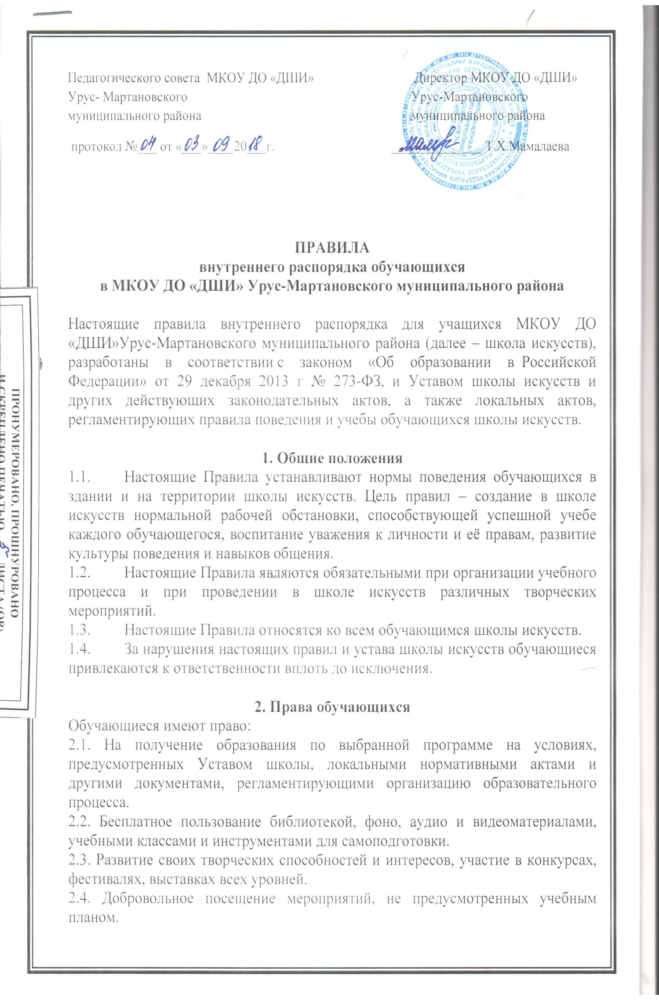 1
Педагогического совета МКОУ ДО «ДШИ»
Урус- Мартановского
муниципального района
протокол № 04 от «03» 09 2018 г.
Директор МКОУ ДО «ДШИ»
Урус-Мартановского
муниципального района
Т.Х.Мамалаева
ПРАВИЛА
внутреннего распорядка обучающихся
в МКОУ ДО «ДШИ» Урус-Мартановского муниципального района
Настоящие правила внутреннего распорядка для учащихся МКОУ ДО
«ДШИ»Урус-Мартановского муниципального района (далее – школа искусств),
разработаны в соответствии с законом «Об образовании в Российской
Федерации» от 29 декабря 2013 г № 273-ФЗ, и Уставом школы искусств и
других действующих законодательных актов, а также локальных актов,
регламентирующих правила поведения и учебы обучающихся школы искусств.
1. Общие положения
1.1. Настоящие Правила устанавливают нормы поведения обучающихся в
здании и на территории школы искусств. Цель правил – создание в школе
искусств нормальной рабочей обстановки, способствующей успешной учебе
каждого обучающегося, воспитание уважения к личности и её правам, развитие
культуры поведения и навыков общения.
1.2. Настоящие Правила являются обязательными при организации учебного
процесса и при проведении в школе искусств различных творческих
мероприятий.
1.3. Настоящие Правила относятся ко всем обучающимся школы искусств.
1.4. За нарушения настоящих правил и устава школы искусств обучающиеся
привлекаются к ответственности вплоть до исключения.
2. Права обучающихся
Обучающиеся имеют право:
2.1. На получение образования по выбранной программе на условиях,
предусмотренных Уставом школы, локальными нормативными актами и
другими документами, регламентирующими организацию образовательного
процесса.
2.2. Бесплатное пользование библиотекой, фоно, аудио и видеоматериалами,
учебными классами и инструментами для самоподготовки.
2.3. Развитие своих творческих способностей и интересов, участие в конкурсах,
фестивалях, выставках всех уровней.
2.4. Добровольное посещение мероприятий, не предусмотренных учебным
планом.
ПРОНУМЕРОВАНО, ПРОШНУРОВАНО
И СКРЕПЛЕНО ПЕЧАТЬЮ ЛИСТА (ОВ)